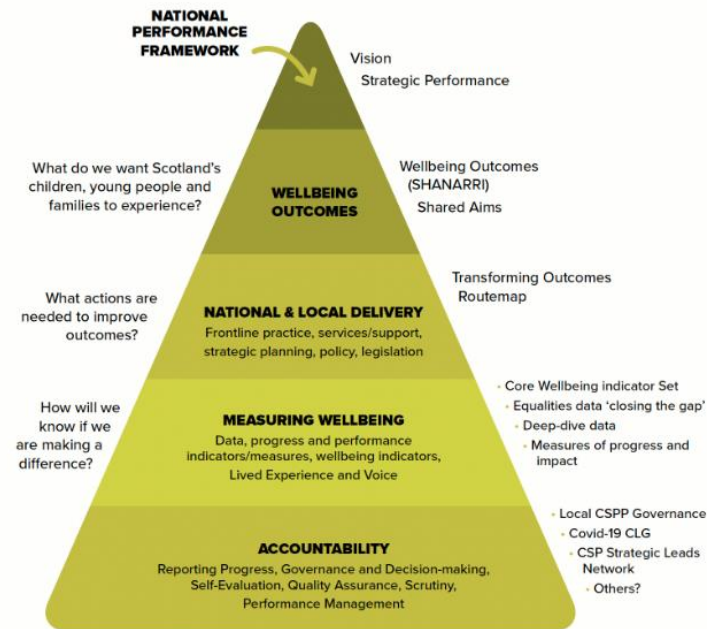 NATIONAL
PERFORMANCE
FRAMEWORK
Vision
Strategic Performance
What do we want Scotland's
children, young people and
families to experience?
WELLBEING
OUTCOMES
Wellbeing Outcomes
(SHANARRI)
Shared Aims
What actions are
needed to improve
outcomes?
NATIONAL & LOCAL DELIVERY
Frontline practice, services/support,
strategic planning, policy, legislation
Transforming Outcomes
Routemap
How will we
know if we
are making a
difference?
MEASURING WELLBEING
Data, progress and performance
indicators/measures, wellbeing indicators,
Lived Experience and Voice
• Core Wellbeing indicator Set
• Equalities data ‘closing the gap’
• Deep-dive data
• Measures of progress and
impact
ACCOUNTABILITY
Reporting Progress, Governance and Decision-making,
Self-Evaluation, Quality Assurance, Scrutiny,
Performance Management
• Local CSPP Governance
• Covid-19 CLG
• CSP Strategic Leads
Network
• Others?